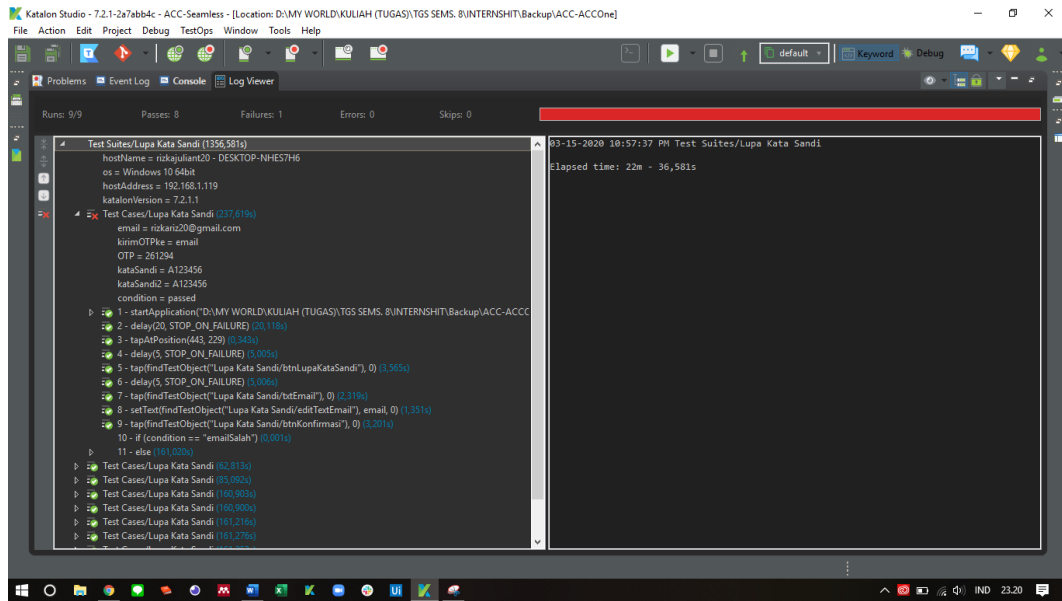 Katalon Studio - 7.2.1-2a7abb4c - ACC-Seamless - [Location: D:\MY WORLD\KULIAH (TUGAS)\TGS SEMS. 8\INTERNSHIT\Backup\ACC-ACCOne]
File Action Edit Project Debug TestOps Window Tools Help
default Keyword Debug
Problems Event Log Console Log Viewer
Runs: 9/9 Passes: 8 Failures: 1 Errors: 0 Skips: 0
Test Suites/Lupa Kata Sandi (1356,581s)
hostName = rizkajuliant20 - DESKTOP-NHES7H6
os = Windows 10 64bit
hostAddress = 192.168.1.119
katalonVersion = 7.2.1.1
Test Cases/Lupa Kata Sandi (237,619s)
email = rizkariz20@gmail.com
kirimOTPke = email
OTP = 261294
kataSandi = A123456
kataSandi2 = A123456
condition = passed
1 - startApplication("D:\MY WORLD\KULIAH (TUGAS)\TGS SEMS. 8\INTERNSHIT\Backup\ACC-ACCC
2 - delay(20, STOP_ON_FAILURE) (20,118s)
3 - tapAtPosition(443, 229) (0,343s)
4 - delay(5, STOP_ON_FAILURE) (5,005s)
5 - tap(findTestObject("Lupa Kata Sandi/btnLupaKataSandi"), 0) (3,565s)
6 - delay(5, STOP_ON_FAILURE) (5,006s)
7 - tap(findTestObject("Lupa Kata Sandi/txtEmail"), 0) (2,319s)
8 - setText(findTestObject("Lupa Kata Sandi/editTextEmail"), email, 0) (1,351s)
9 - tap(findTestObject("Lupa Kata Sandi/btnKonfirmasi"), 0) (3,201s)
10 - if (condition == "emailSalah") (0,001s)
11 - else (161,020s)
Test Cases/Lupa Kata Sandi (62,813s)
Test Cases/Lupa Kata Sandi (85,092s)
Test Cases/Lupa Kata Sandi (160,903s)
Test Cases/Lupa Kata Sandi (160,900s)
Test Cases/Lupa Kata Sandi (161,216s)
Test Cases/Lupa Kata Sandi (161,276s)
03-15-2020 10:57:37 PM Test Suites/Lupa Kata Sandi
Elapsed time: 22m - 36,581s
IND 23.20